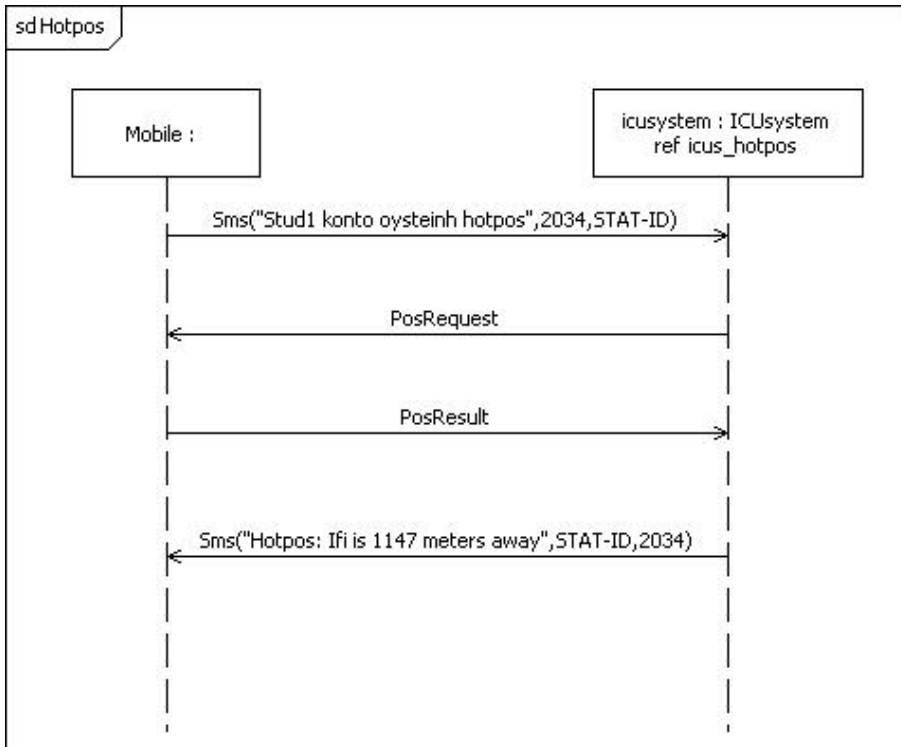 sd Hotpos
Mobile :
icusystem : ICUsystem
ref icus_hotpos
Sms("Stud1 konto oysteinh hotpos",2034,STAT-ID)
PosRequest
PosResult
Sms("Hotpos: Ifi is 1147 meters away",STAT-ID,2034)